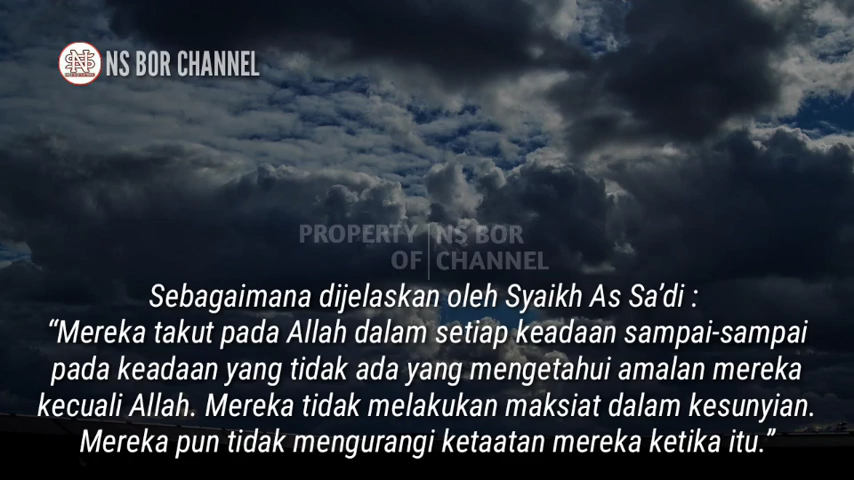 NS BOR CHANNEL
PROPERTY OF
NS BOR CHANNEL
Sebagaimana dijelaskan oleh Syaikh As Sa’di :
“Mereka takut pada Allah dalam setiap keadaan sampai-sampai
pada keadaan yang tidak ada yang mengetahui amalan mereka
kecuali Allah. Mereka tidak melakukan maksiat dalam kesunyian.
Mereka pun tidak mengurangi ketaatan mereka ketika itu.”